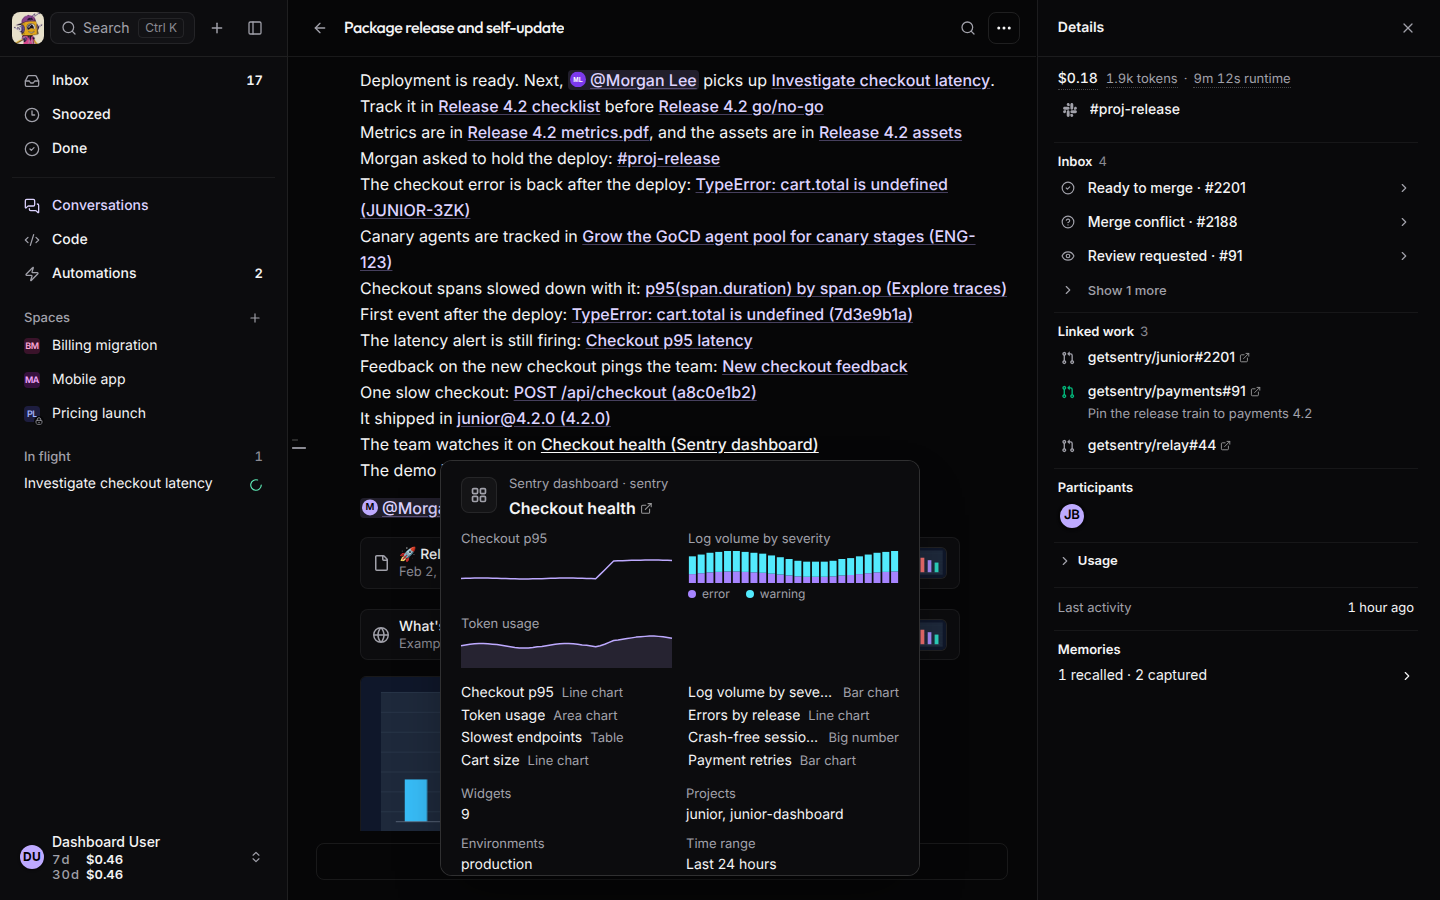 Search Ctrl K
Inbox 17
Snoozed
Done
Conversations
Code
Automations 2
Spaces
BM Billing migration
MA Mobile app
PL Pricing launch
In flight 1
Investigate checkout latency
DU Dashboard User
7d $0.46
30d $0.46
Package release and self-update
Deployment is ready. Next, ML @Morgan Lee picks up Investigate checkout latency.
Track it in Release 4.2 checklist before Release 4.2 go/no-go
Metrics are in Release 4.2 metrics.pdf, and the assets are in Release 4.2 assets
Morgan asked to hold the deploy: #proj-release
The checkout error is back after the deploy: TypeError: cart.total is undefined
(JUNIOR-3ZK)
Canary agents are tracked in Grow the GoCD agent pool for canary stages (ENG-
123)
Checkout spans slowed down with it: p95(span.duration) by span.op (Explore traces)
First event after the deploy: TypeError: cart.total is undefined (7d3e9b1a)
The latency alert is still firing: Checkout p95 latency
Feedback on the new checkout pings the team: New checkout feedback
One slow checkout: POST /api/checkout (a8c0e1b2)
It shipped in junior@4.2.0 (4.2.0)
The team watches it on Checkout health (Sentry dashboard)
The demo
M @Morga
🚀 Rel
Feb 2,
What's
Examp
Sentry dashboard · sentry
Checkout health
Checkout p95
Log volume by severity
error warning
Token usage
Checkout p95 Line chart
Log volume by seve... Bar chart
Token usage Area chart
Errors by release Line chart
Slowest endpoints Table
Crash-free sessio... Big number
Cart size Line chart
Payment retries Bar chart
Widgets
9
Projects
junior, junior-dashboard
Environments
production
Time range
Last 24 hours
Details
$0.18 1.9k tokens · 9m 12s runtime
#proj-release
Inbox 4
Ready to merge · #2201
Merge conflict · #2188
Review requested · #91
Show 1 more
Linked work 3
getsentry/junior#2201
getsentry/payments#91
Pin the release train to payments 4.2
getsentry/relay#44
Participants
JB
Usage
Last activity 1 hour ago
Memories
1 recalled · 2 captured